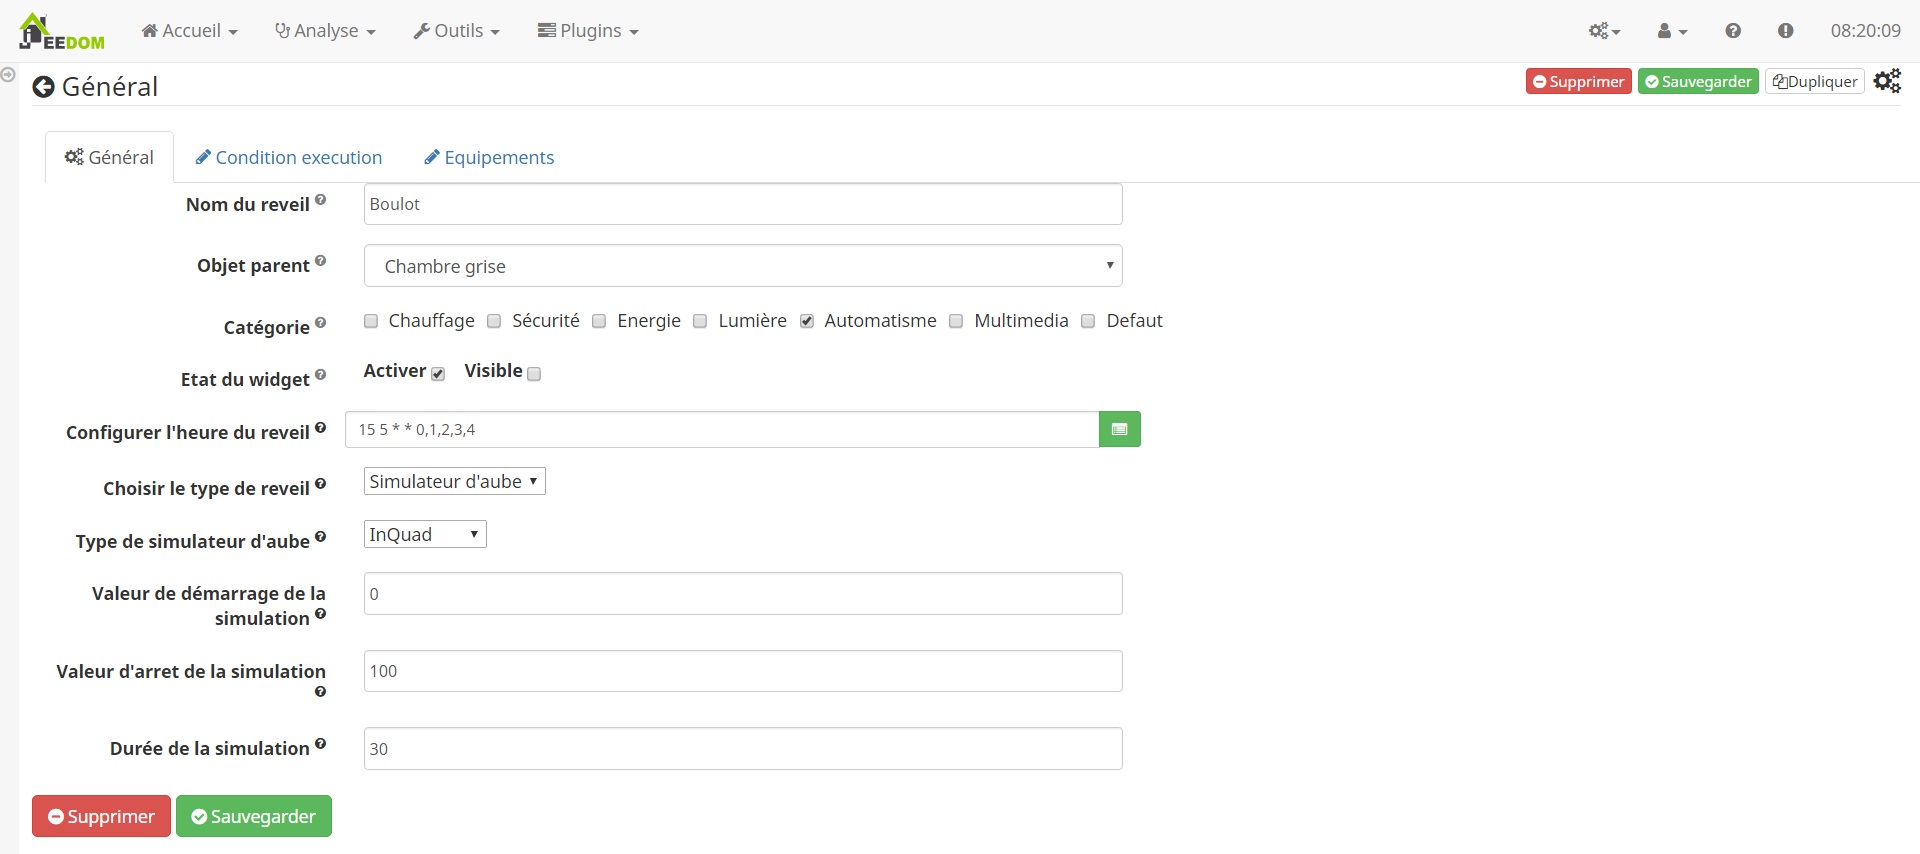 JEEDOM Accueil Analyse Outils Plugins 08:20:09
Général Supprimer Sauvegarder Dupliquer
Général Condition execution Equipements
Nom du reveil ? Boulot
Objet parent ? Chambre grise
Catégorie ? Chauffage Sécurité Energie Lumière Automatisme Multimedia Defaut
Etat du widget ? Activer Visible
Configurer l'heure du reveil ? 15 5 * * 0,1,2,3,4
Choisir le type de reveil ? Simulateur d'aube
Type de simulateur d'aube ? InQuad
Valeur de démarrage de la
simulation ? 0
Valeur d'arret de la simulation
? 100
Durée de la simulation ? 30
Supprimer Sauvegarder